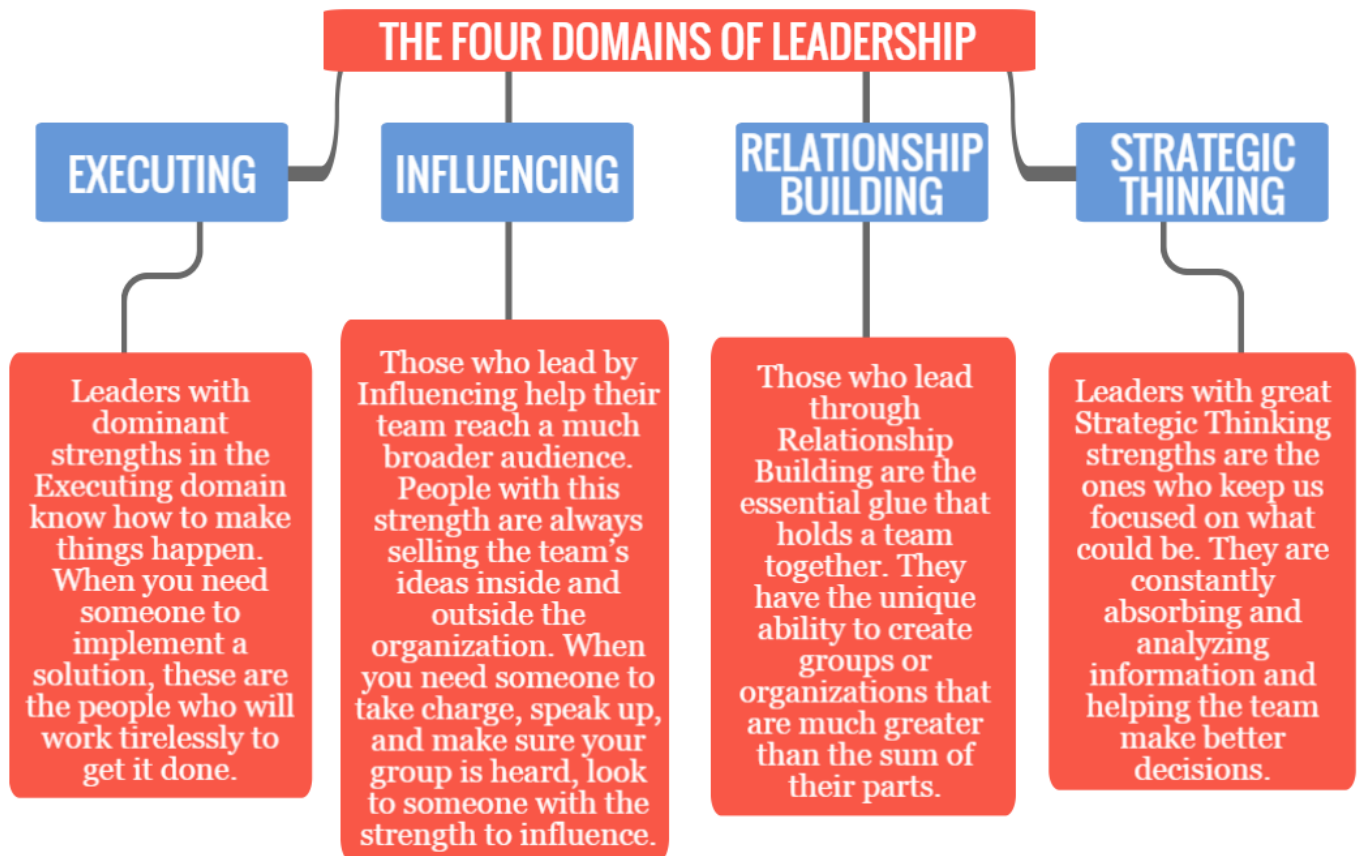 THE FOUR DOMAINS OF LEADERSHIP
EXECUTING
INFLUENCING
RELATIONSHIP
BUILDING
STRATEGIC
THINKING
Leaders with
dominant
strengths in the
Executing domain
know how to make
things happen.
When you need
someone to
implement a
solution, these are
the people who will
work tirelessly to
get it done.
Those who lead by
Influencing help their
team reach a much
broader audience.
People with this
strength are always
selling the team’s
ideas inside and
outside the
organization. When
you need someone to
take charge, speak up,
and make sure your
group is heard, look
to someone with the
strength to influence.
Those who lead
through
Relationship
Building are the
essential glue that
holds a team
together. They
have the unique
ability to create
groups or
organizations that
are much greater
than the sum of
their parts.
Leaders with great
Strategic Thinking
strengths are the
ones who keep us
focused on what
could be. They are
constantly
absorbing and
analyzing
information and
helping the team
make better
decisions.